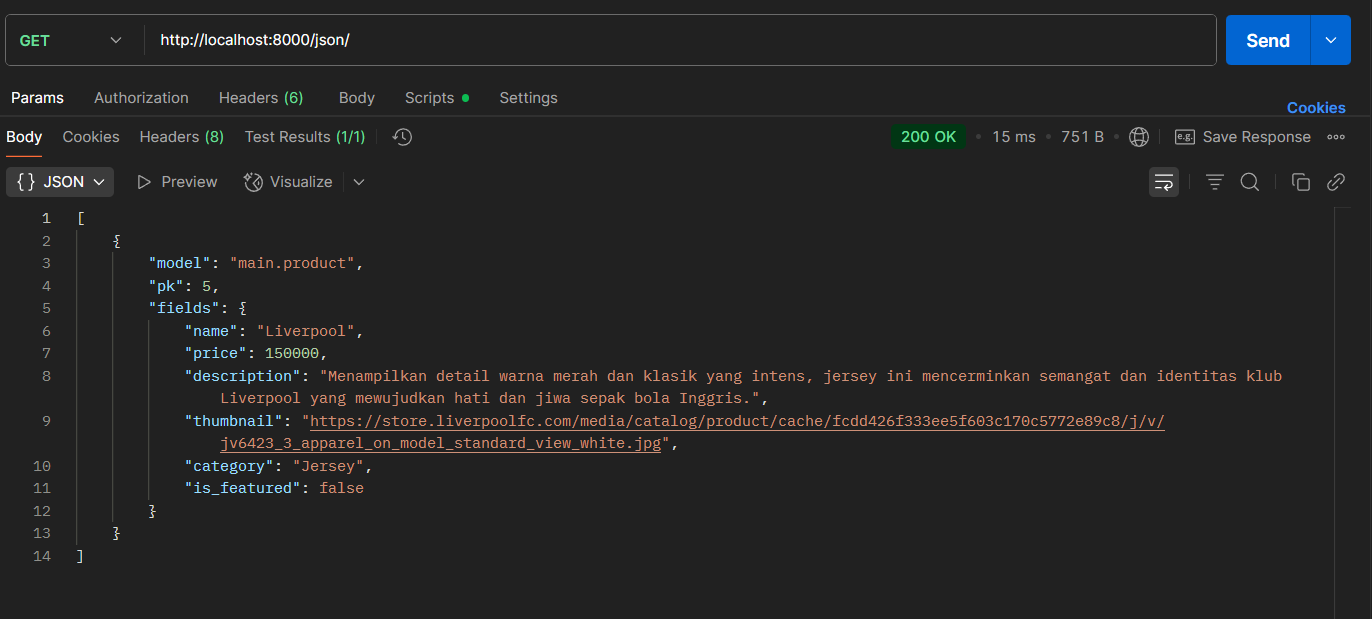 GET http://localhost:8000/json/ Send
Params Authorization Headers (6) Body Scripts Settings
Cookies
Body Cookies Headers (8) Test Results (1/1) 200 OK • 15 ms • 751 B • e.g. Save Response
{} JSON Preview Visualize
1 [
2 {
3 "model": "main.product",
4 "pk": 5,
5 "fields": {
6 "name": "Liverpool",
7 "price": 150000,
8 "description": "Menampilkan detail warna merah dan klasik yang intens, jersey ini mencerminkan semangat dan identitas klub
Liverpool yang mewujudkan hati dan jiwa sepak bola Inggris.",
9 "thumbnail": "https://store.liverpoolfc.com/media/catalog/product/cache/fcdd426f333ee5f603c170c5772e89c8/j/v/
jv6423_3_apparel_on_model_standard_view_white.jpg",
10 "category": "Jersey",
11 "is_featured": false
12 }
13 }
14 ]